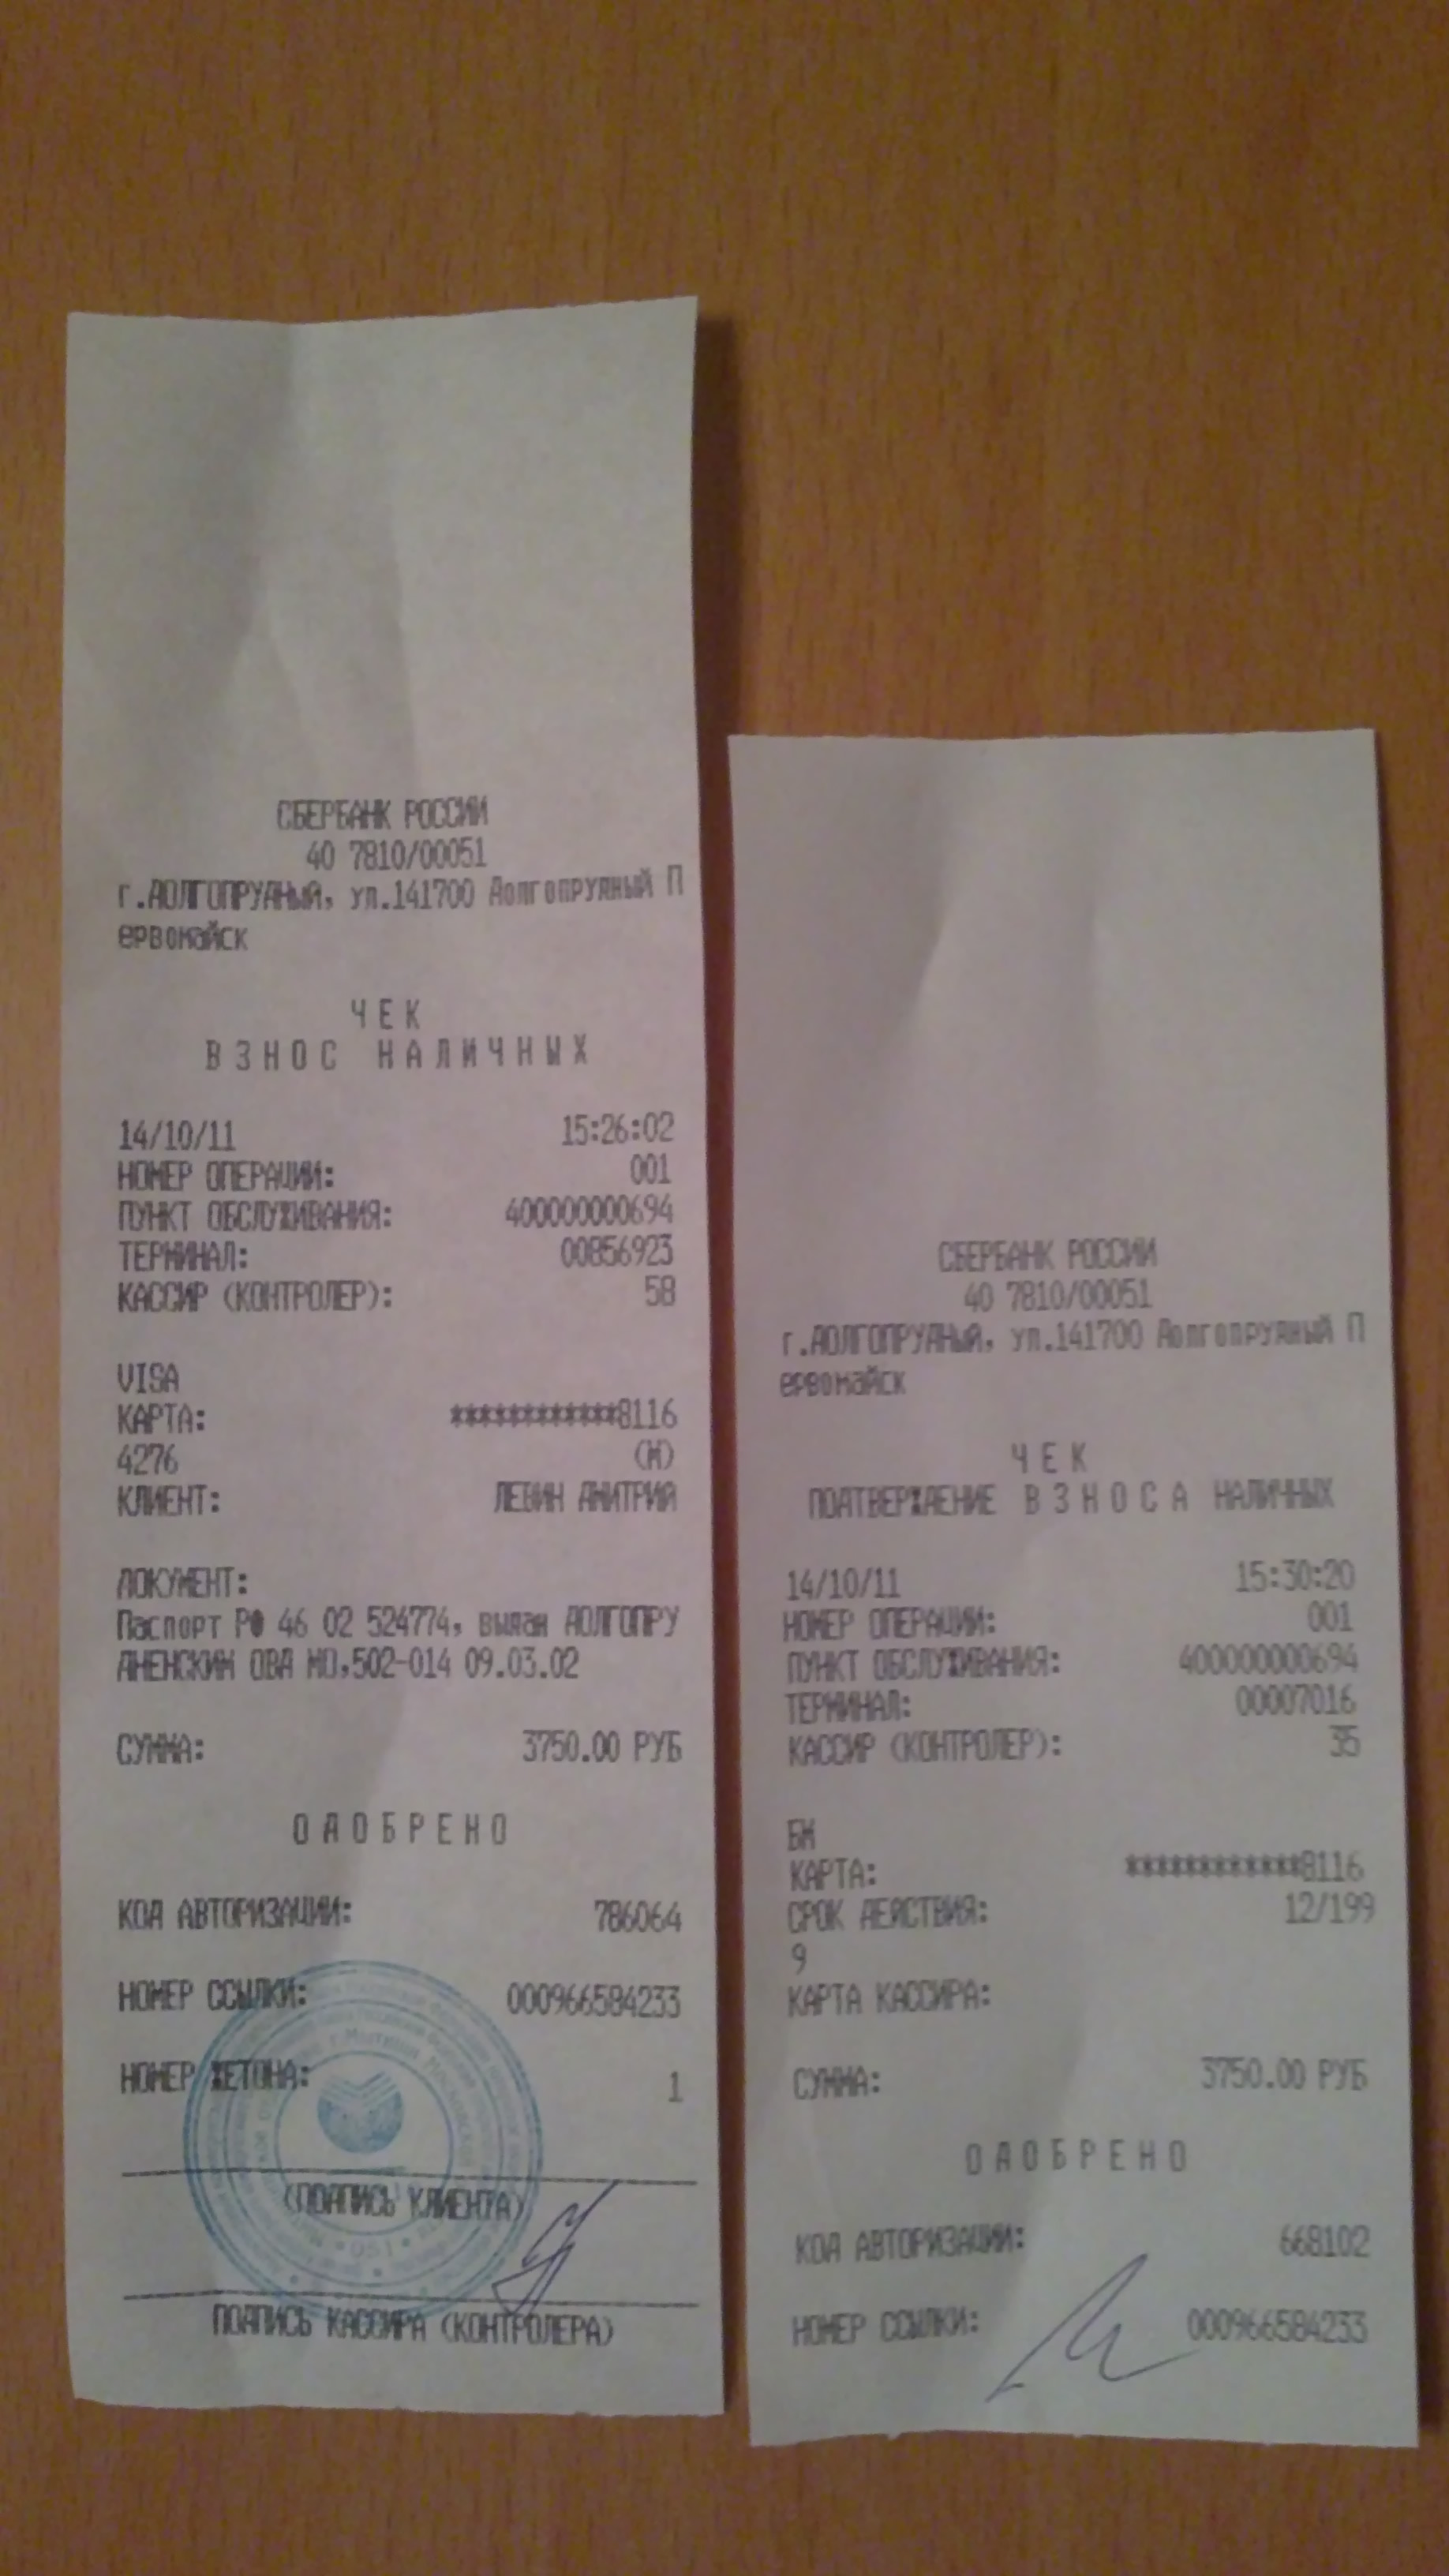 СБЕРБАНК РОССИИ
40 7810/00051
г.ДОЛГОПРУДНЫЙ, ул.141700 Долгопрудный П
ервомайск
ЧЕК
ВЗНОС НАЛИЧНЫХ
14/10/11 15:26:02
НОМЕР ОПЕРАЦИИ: 001
ПУНКТ ОБСЛУЖИВАНИЯ: 400000000694
ТЕРМИНАЛ: 00856923
КАССИР (КОНТРОЛЕР): 58
VISA
КАРТА: ************8116
4276 (М)
КЛИЕНТ: ЛЕВИН ДМИТРИЙ
ДОКУМЕНТ:
Паспорт РФ 46 02 524774, выдан ДОЛГОПРУ
ДНЕНСКИМ ОВД МО,502-014 09.03.02
СУММА: 3750.00 РУБ
ОДОБРЕНО
КОД АВТОРИЗАЦИИ: 786064
НОМЕР ССЫЛКИ: 000966584233
НОМЕР ЖЕТОНА: 1
(ПОДПИСЬ КЛИЕНТА)
ПОДПИСЬ КАССИРА (КОНТРОЛЕРА)
СБЕРБАНК РОССИИ
40 7810/00051
г.ДОЛГОПРУДНЫЙ, ул.141700 Долгопрудный П
ервомайск
ЧЕК
ПОДТВЕРЖДЕНИЕ ВЗНОСА НАЛИЧНЫХ
14/10/11 15:30:20
НОМЕР ОПЕРАЦИИ: 001
ПУНКТ ОБСЛУЖИВАНИЯ: 400000000694
ТЕРМИНАЛ: 00007016
КАССИР (КОНТРОЛЕР): 35
БМ
КАРТА: ************8116
СРОК ДЕЙСТВИЯ: 12/199
9
КАРТА КАССИРА:
СУММА: 3750.00 РУБ
ОДОБРЕНО
КОД АВТОРИЗАЦИИ: 668102
НОМЕР ССЫЛКИ: 000966584233